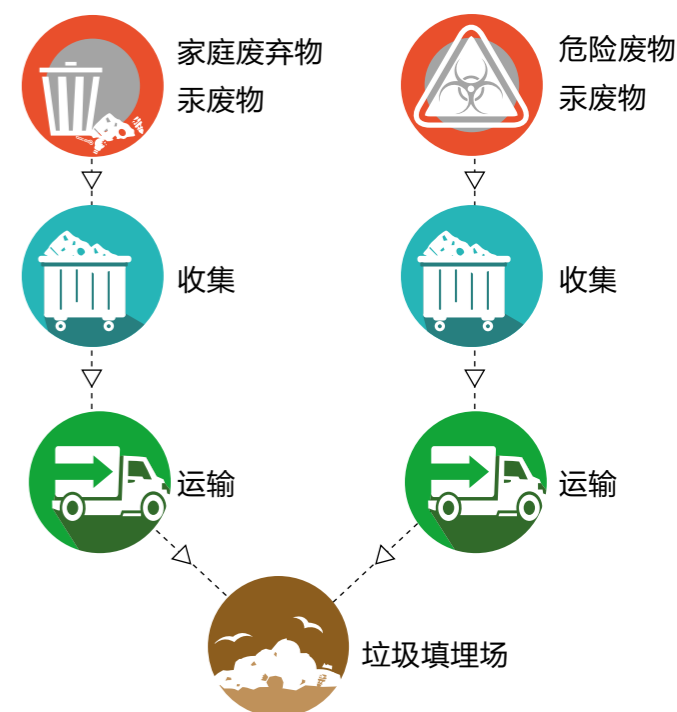 家庭废弃物
汞废物
危险废物
汞废物
收集
收集
运输
运输
垃圾填埋场